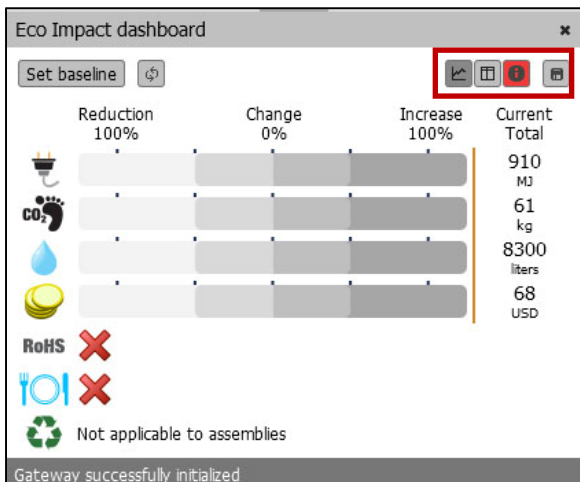 Eco Impact dashboard
Set baseline
Reduction Change Increase Current
100% 0% 100% Total
910
MJ
CO₂ 61
kg
8300
liters
68
USD
RoHS
Not applicable to assemblies
Gateway successfully initialized